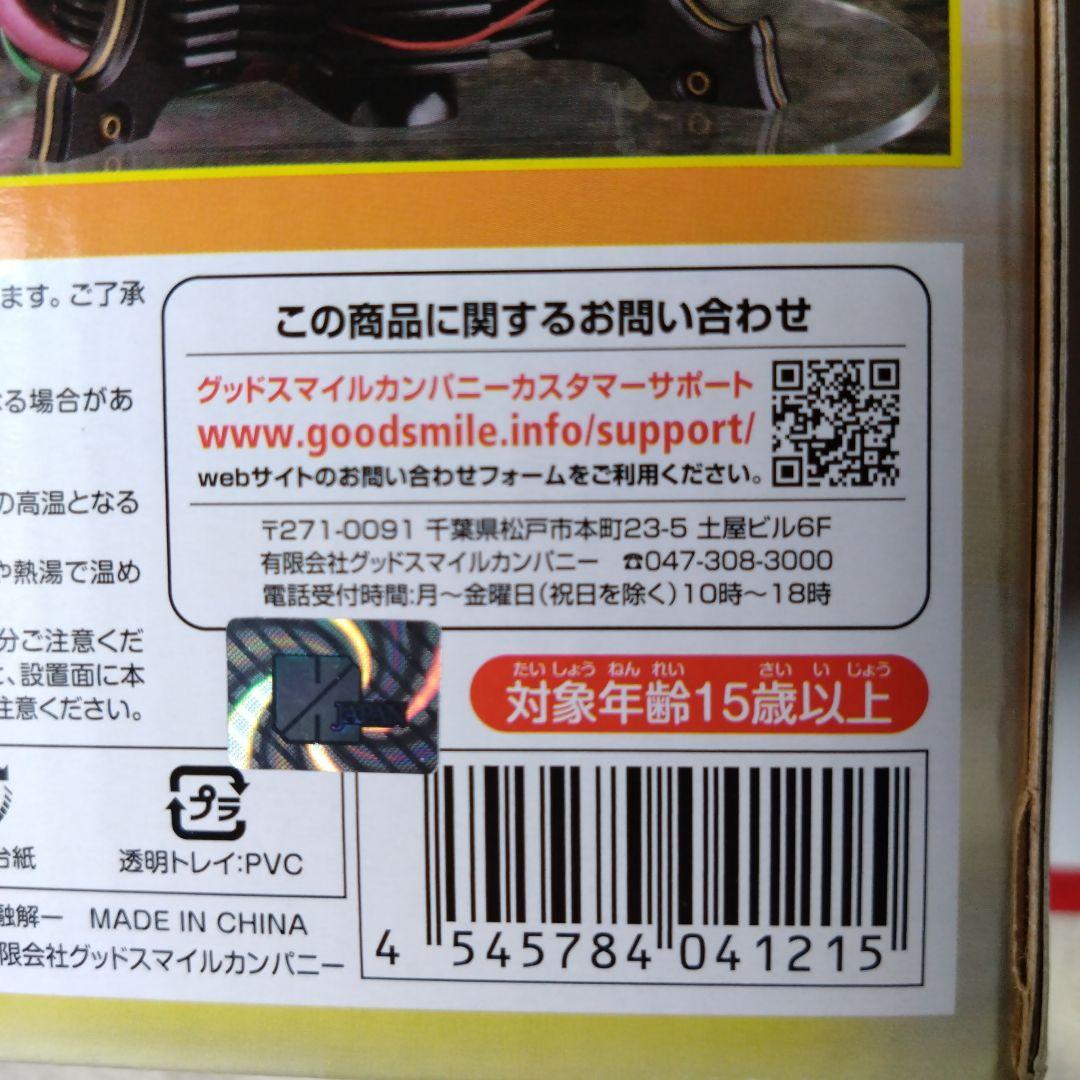 ます。ご了承
る場合があ
の高温となる
や熱湯で温め
分ご注意くだ
、設置面に本
注意ください。
この商品に関するお問い合わせ
グッドスマイルカンパニーカスタマーサポート
www.goodsmile.info/support/
webサイトのお問い合わせフォームをご利用ください。
〒271-0091 千葉県松戸市本町23-5 土屋ビル6F
有限会社グッドスマイルカンパニー ☎047-308-3000
電話受付時間:月〜金曜日(祝日を除く)10時〜18時
Japan
たいしょうねんれい さいいじょう
対象年齢15歳以上
プラ
台紙
透明トレイ:PVC
融解一 MADE IN CHINA
限会社グッドスマイルカンパニー
4 545784 041215